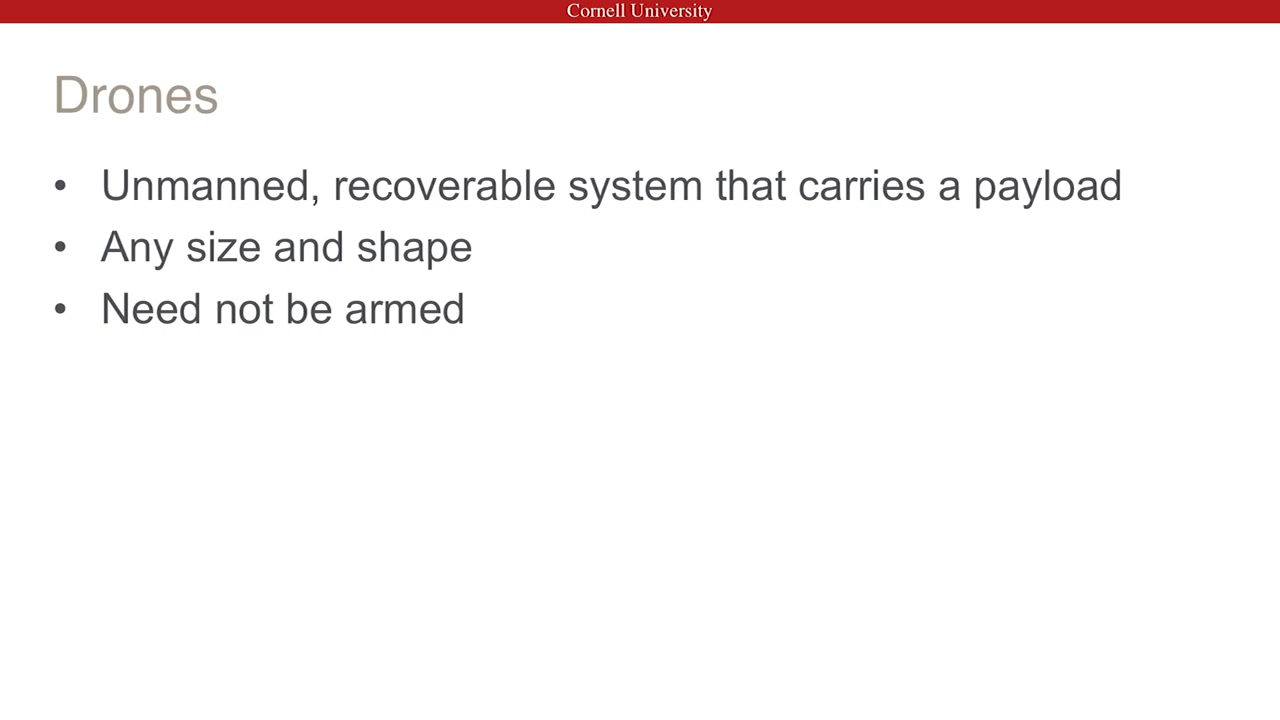 Cornell University
Drones
• Unmanned, recoverable system that carries a payload
• Any size and shape
• Need not be armed